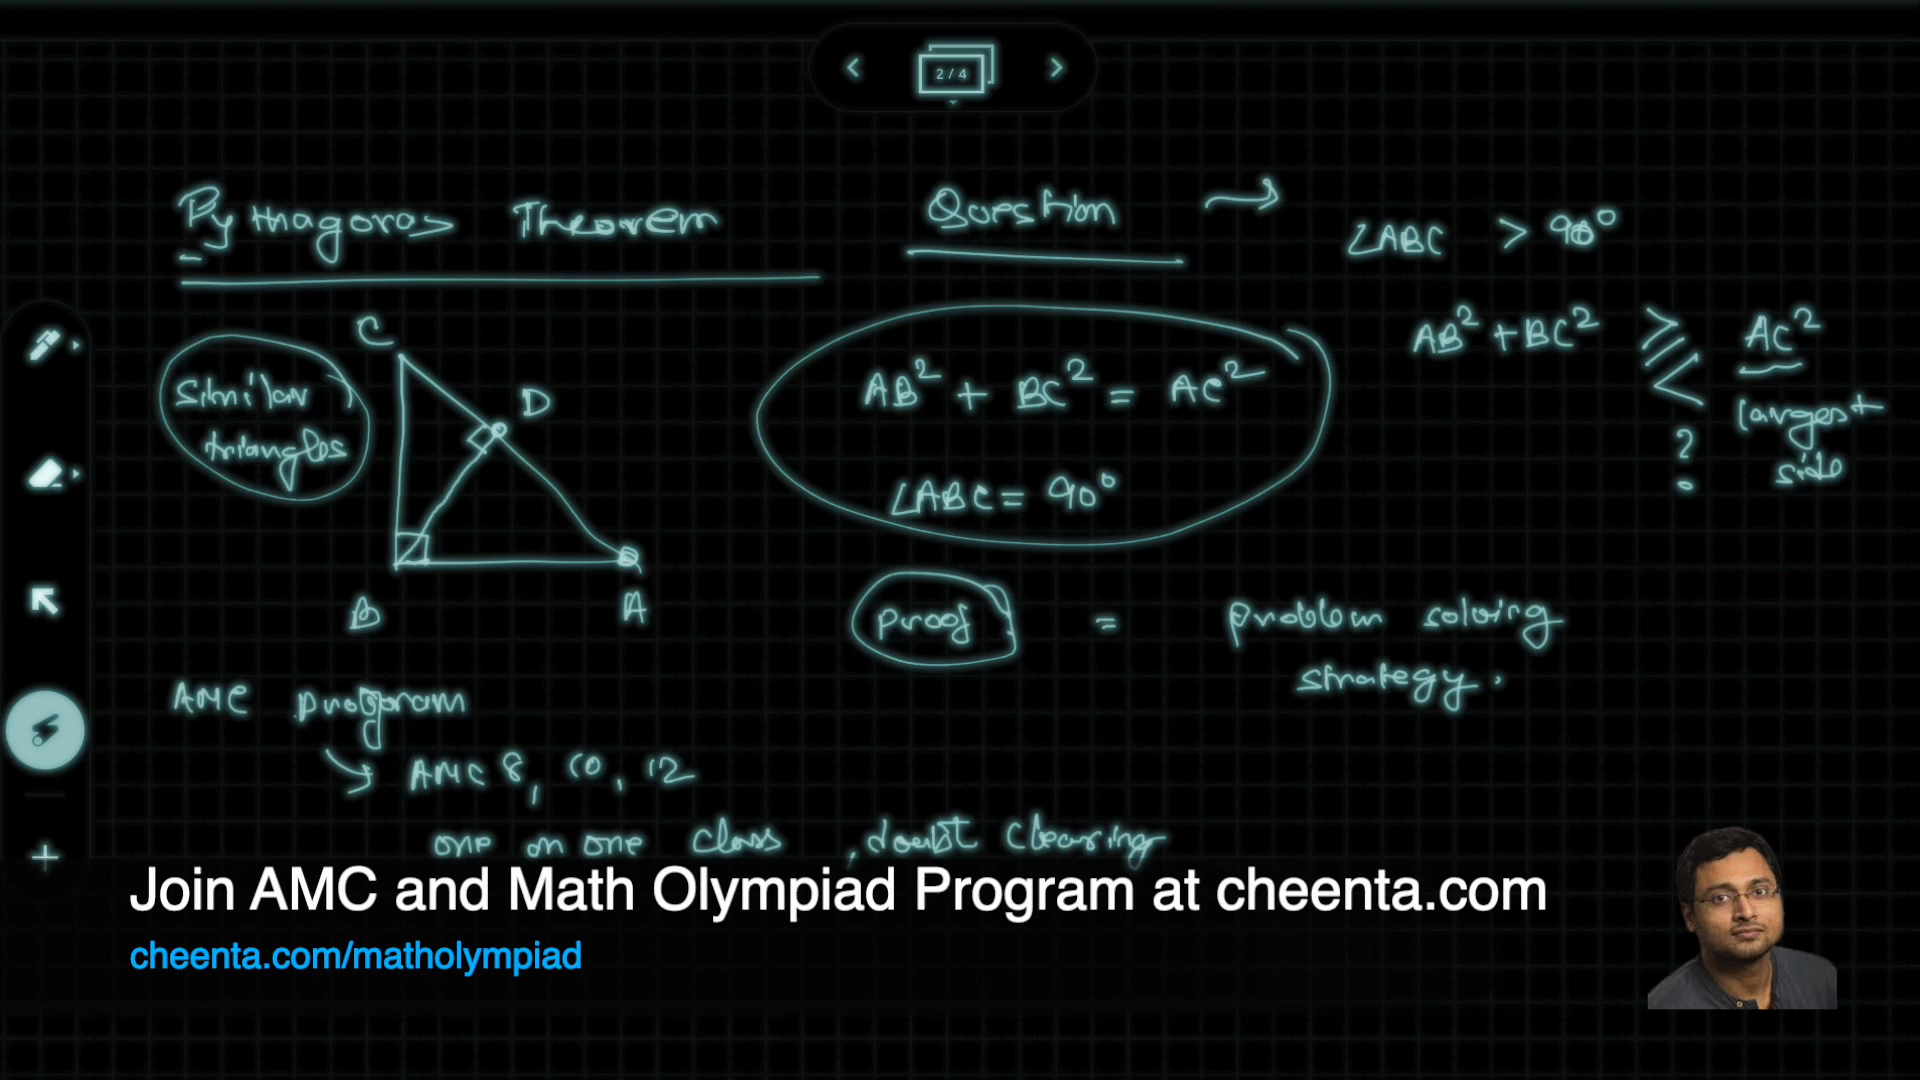 2 / 4
Pythagoras Theorem
Question → ∠ABC > 90°
C
D
B
A
Similar
triangles
AB² + BC² = AC²
∠ABC = 90°
AB² + BC² > = < AC²
?
largest
side
Proof = problem solving
strategy.
AMC program
↘ AMC 8, 10, 12
one on one class, doubt clearing
Join AMC and Math Olympiad Program at cheenta.com
cheenta.com/matholympiad